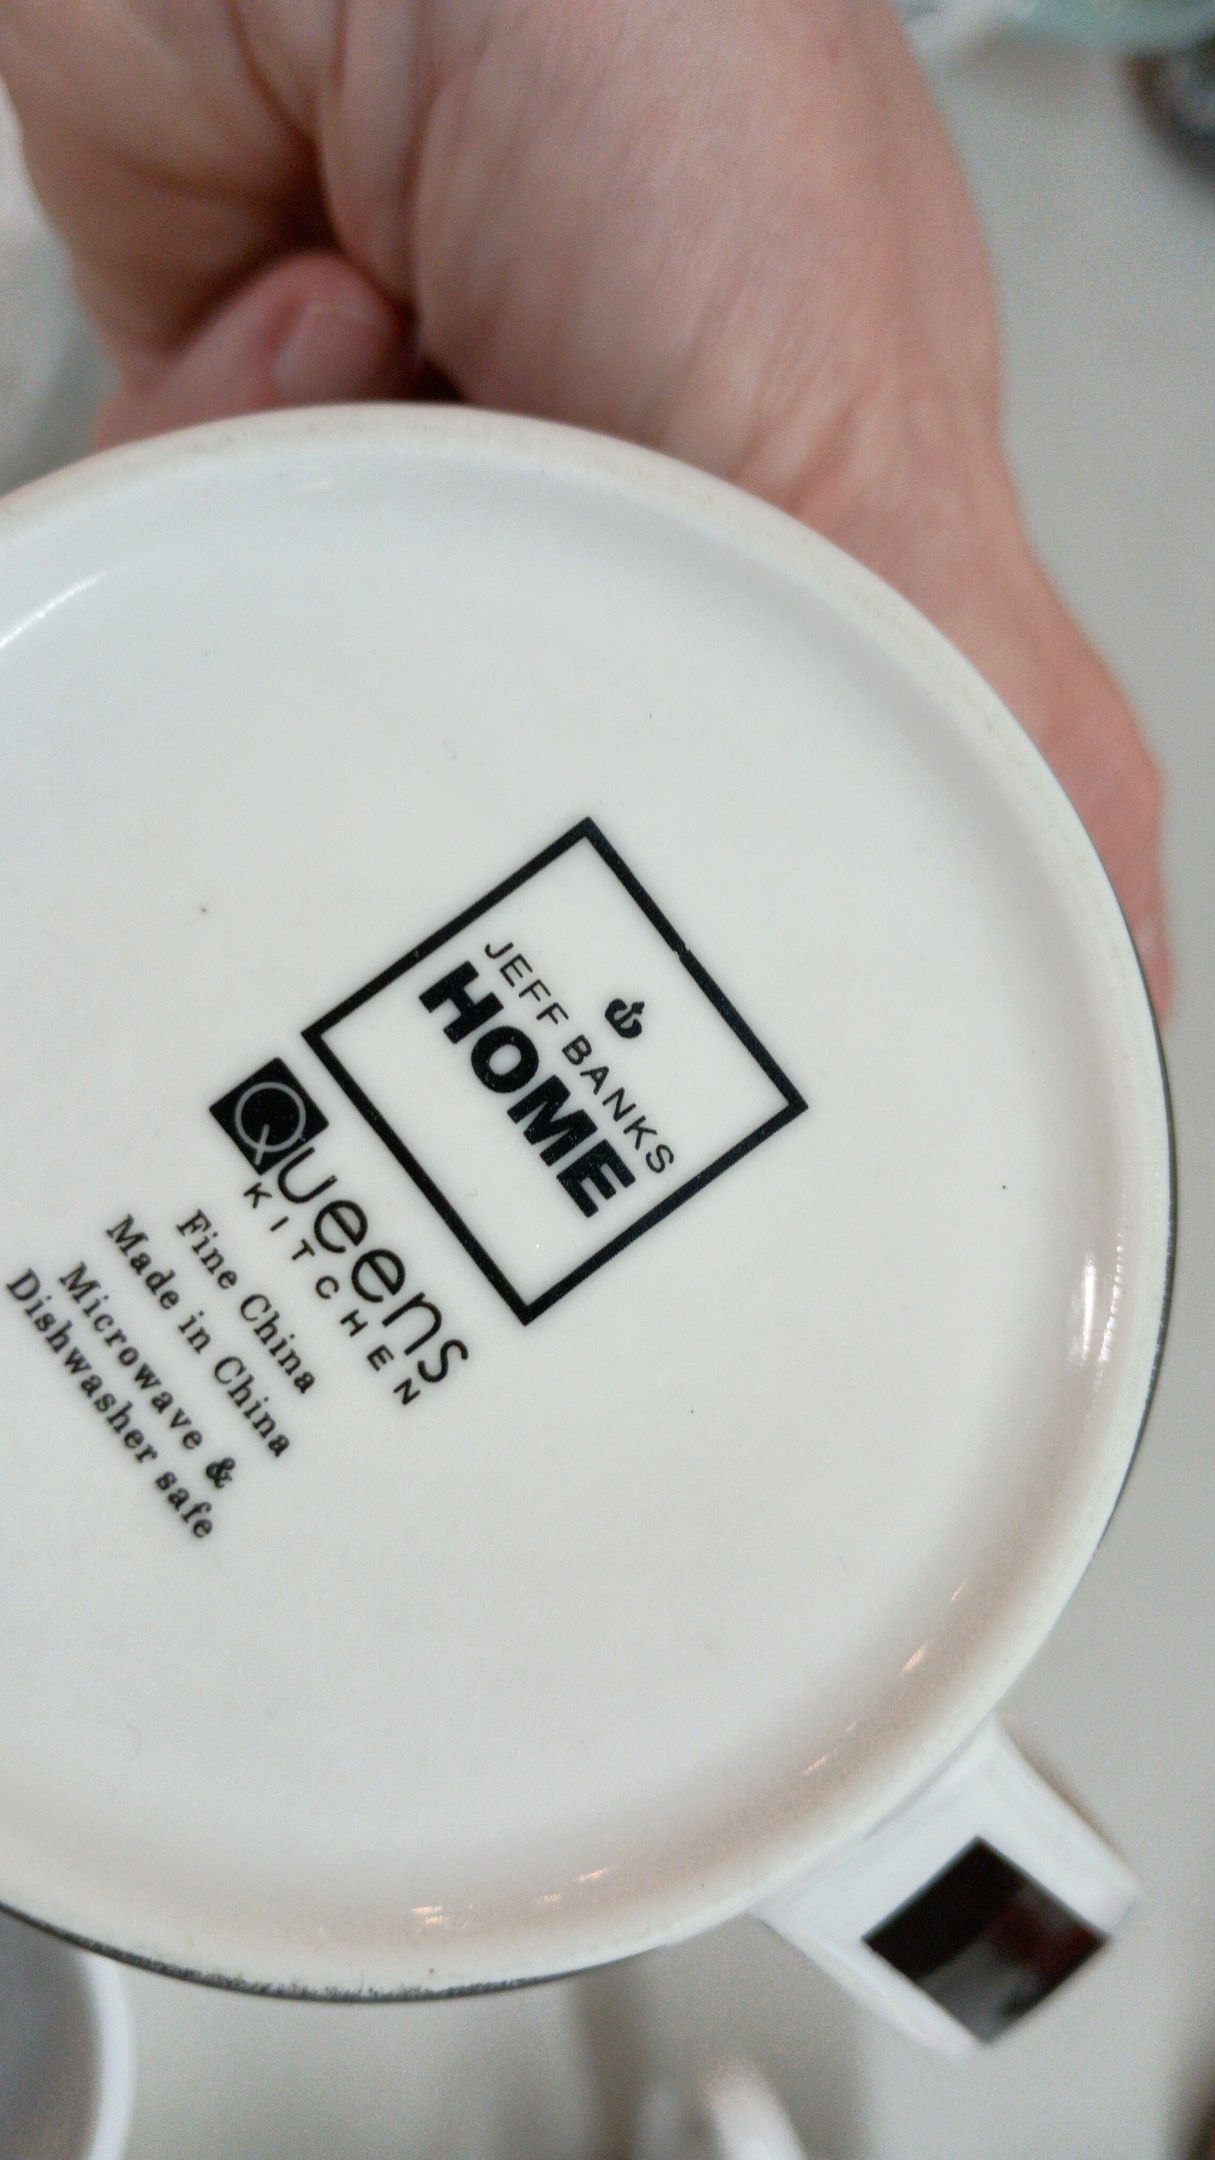 JEFF BANKS
HOME
Queens
KITCHEN
Fine China
Made in China
Microwave &
Dishwasher safe